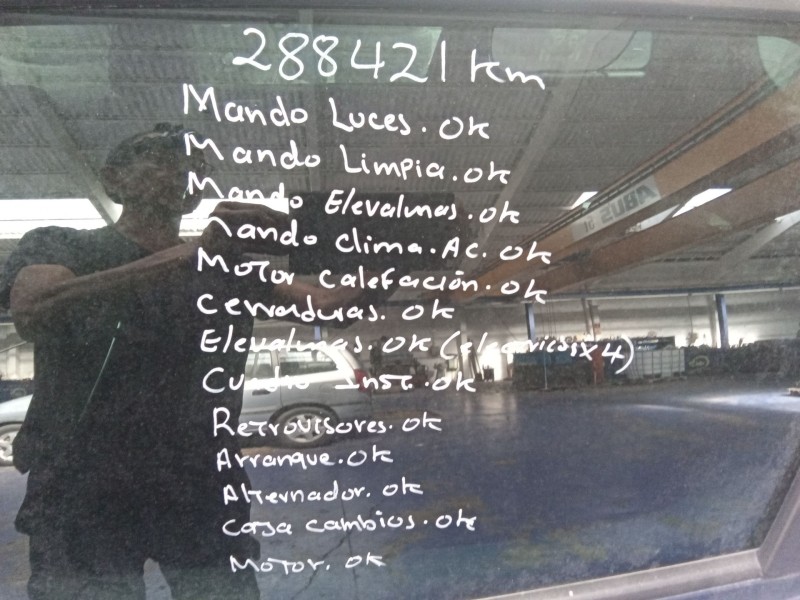 288421 km
Mando Luces. ok
Mando Limpia. ok
Mando Elevalunas. ok
Mando clima. Ac. ok
Motor calefación. ok
Cerraduras. ok
Elevalunas. ok (electricos x4)
Cuadro Inst. ok
Retrovisores. ok
Arranque. ok
Alternador. ok
Caja cambios. ok
Motor. ok